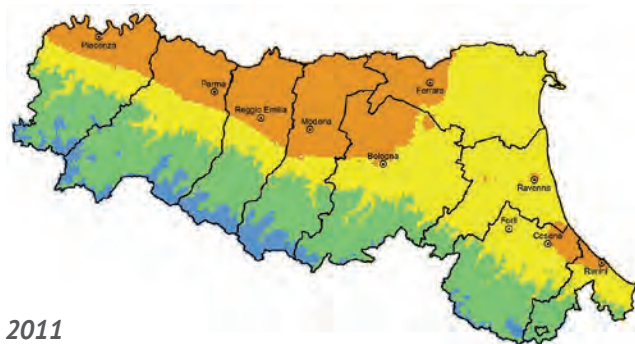 Piacenza
Parma
Reggio Emilia
Modena
Ferrara
Bologna
Ravenna
Forlì
Cesena
Rimini
2011